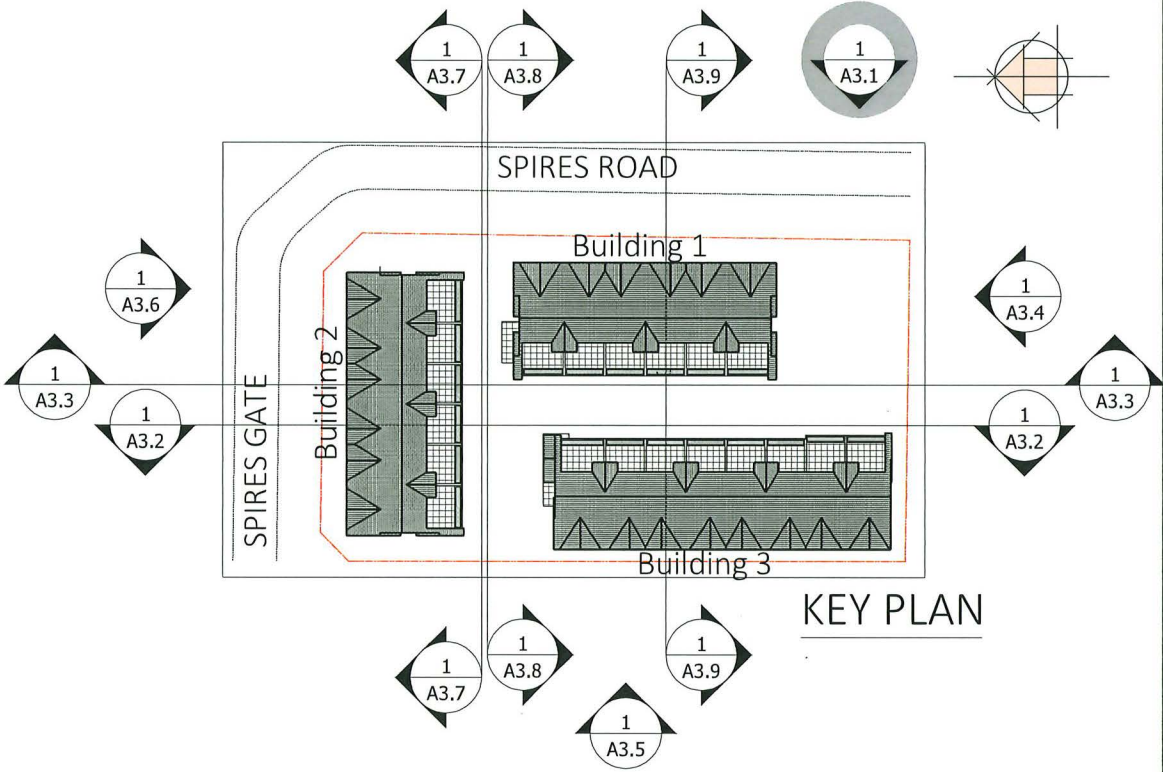 1
A3.7
1
A3.8
1
A3.9
1
A3.1
SPIRES ROAD
Building 1
1
A3.6
1
A3.4
Building 2
SPIRES GATE
1
A3.3
1
A3.3
1
A3.2
1
A3.2
Building 3
KEY PLAN
1
A3.7
1
A3.8
1
A3.9
1
A3.5